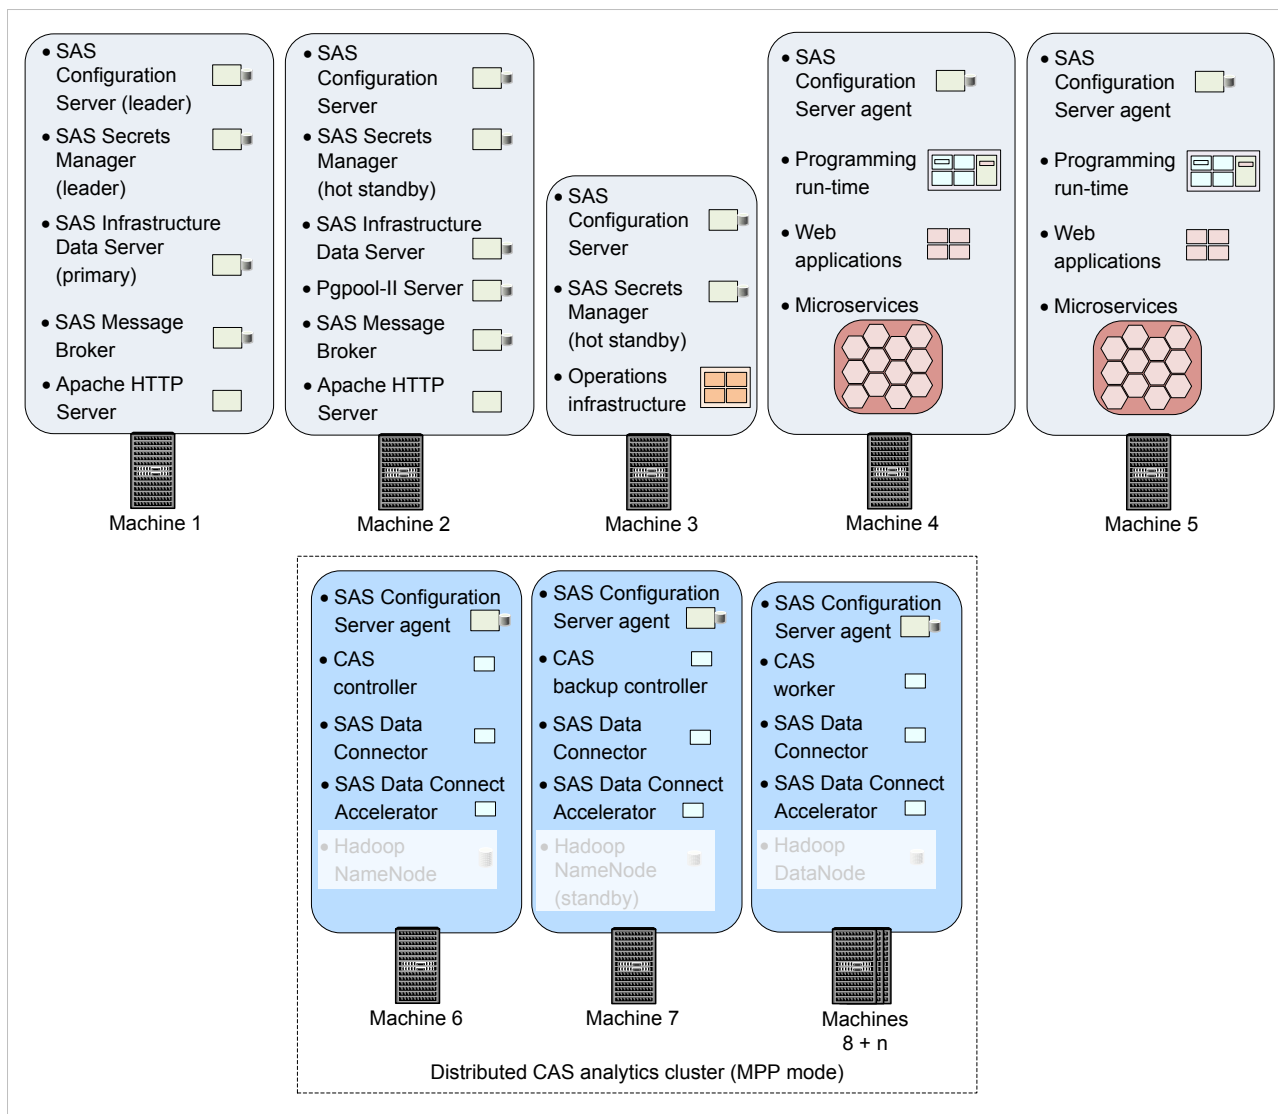 • SAS
Configuration
Server (leader)
• SAS Secrets
Manager
(leader)
• SAS Infrastructure
Data Server
(primary)
• SAS Message
Broker
• Apache HTTP
Server
Machine 1
• SAS
Configuration
Server
• SAS Secrets
Manager
(hot standby)
• SAS Infrastructure
Data Server
• Pgpool-II Server
• SAS Message
Broker
• Apache HTTP
Server
Machine 2
• SAS
Configuration
Server
• SAS Secrets
Manager
(hot standby)
• Operations
infrastructure
Machine 3
• SAS
Configuration
Server agent
• Programming
run-time
• Web
applications
• Microservices
Machine 4
• SAS
Configuration
Server agent
• Programming
run-time
• Web
applications
• Microservices
Machine 5
• SAS Configuration
Server agent
• CAS
controller
• SAS Data
Connector
• SAS Data Connect
Accelerator
• Hadoop
NameNode
Machine 6
• SAS Configuration
Server agent
• CAS
backup controller
• SAS Data
Connector
• SAS Data Connect
Accelerator
• Hadoop
NameNode
(standby)
Machine 7
• SAS Configuration
Server agent
• CAS
worker
• SAS Data
Connector
• SAS Data Connect
Accelerator
• Hadoop
DataNode
Machines
8 + n
Distributed CAS analytics cluster (MPP mode)